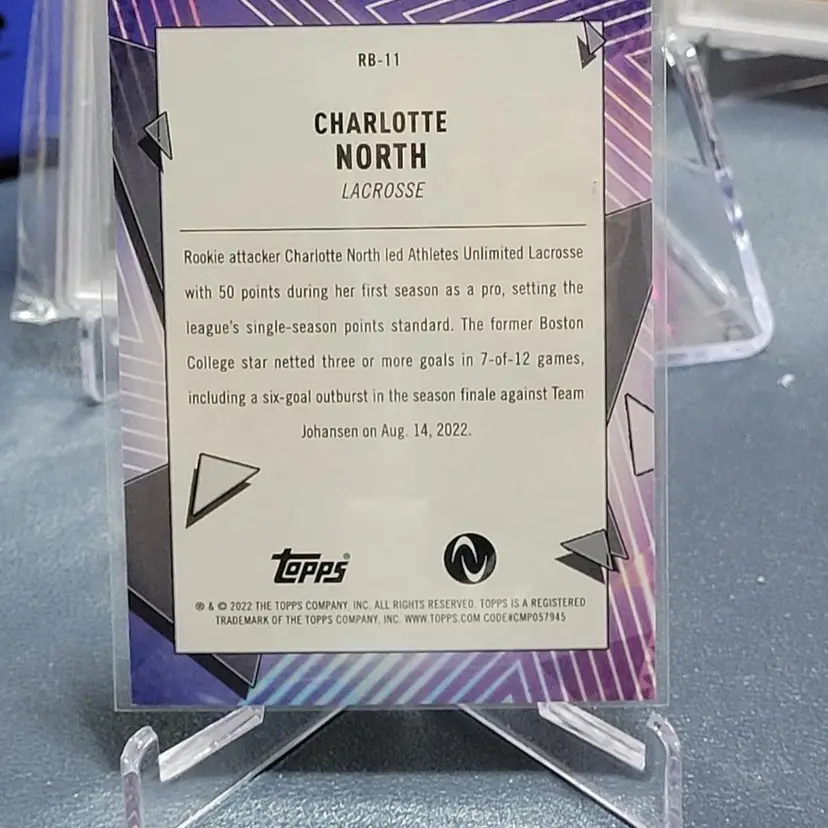 RB-11
CHARLOTTE
NORTH
LACROSSE
Rookie attacker Charlotte North led Athletes Unlimited Lacrosse
with 50 points during her first season as a pro, setting the
league's single-season points standard. The former Boston
College star netted three or more goals in 7-of-12 games,
including a six-goal outburst in the season finale against Team
Johansen on Aug. 14, 2022.
Topps®
® & © 2022 THE TOPPS COMPANY, INC. ALL RIGHTS RESERVED. TOPPS IS A REGISTERED
TRADEMARK OF THE TOPPS COMPANY, INC. WWW.TOPPS.COM CODE#CMP057945